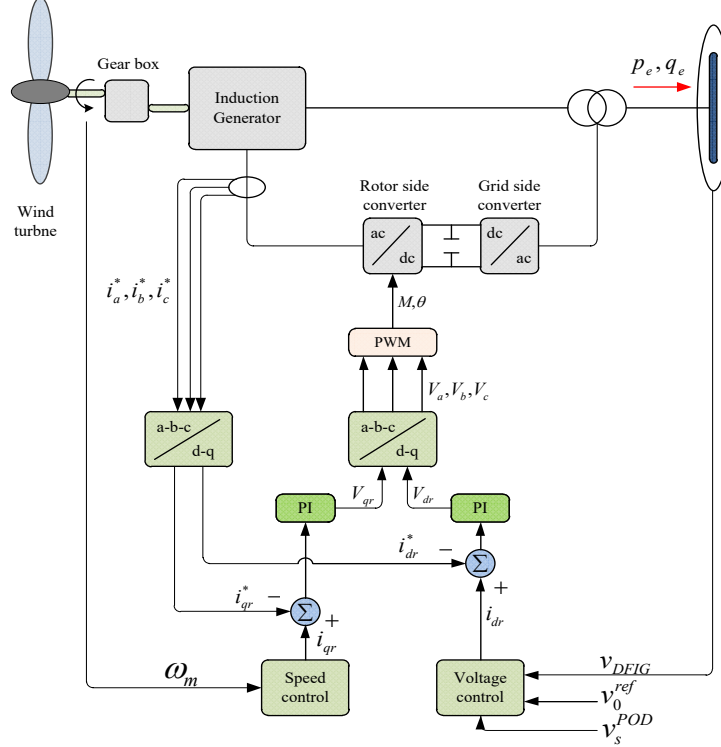 Gear box
p_e, q_e
Induction
Generator
Rotor side
converter
Grid side
converter
Wind
turbne
ac
dc
dc
ac
i_a^*, i_b^*, i_c^*
M,θ
PWM
V_a, V_b, V_c
a-b-c
d-q
a-b-c
d-q
V_qr
V_dr
PI
PI
i_dr^*
−
Σ
+
i_qr^*
−
Σ
+
i_qr
i_dr
ω_m
Speed
control
Voltage
control
v_DFIG
v_0^ref
v_s^POD